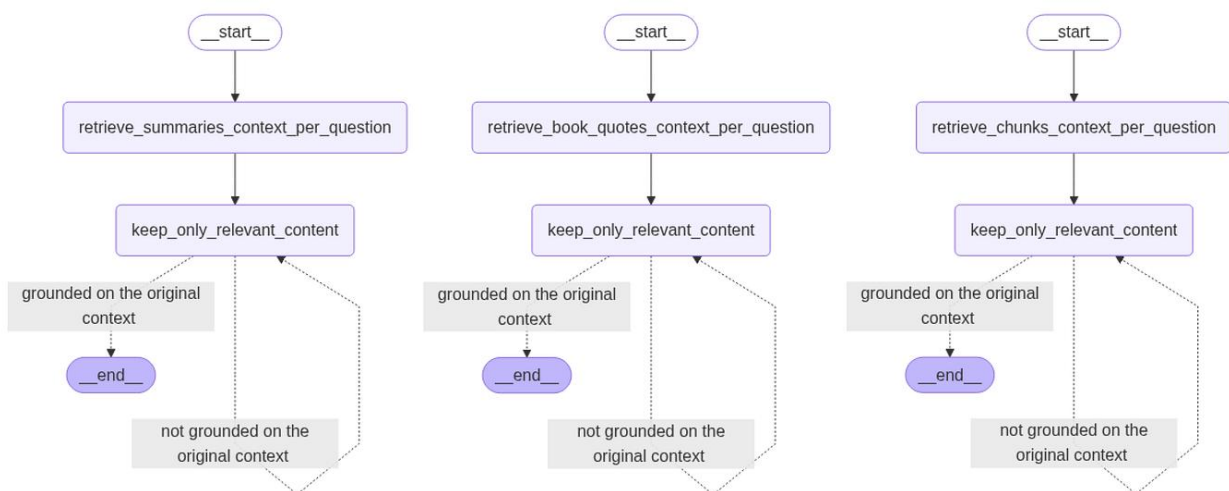 __start__
retrieve_summaries_context_per_question
keep_only_relevant_content
grounded on the original
context
__end__
not grounded on the
original context
__start__
retrieve_book_quotes_context_per_question
keep_only_relevant_content
grounded on the original
context
__end__
not grounded on the
original context
__start__
retrieve_chunks_context_per_question
keep_only_relevant_content
grounded on the original
context
__end__
not grounded on the
original context